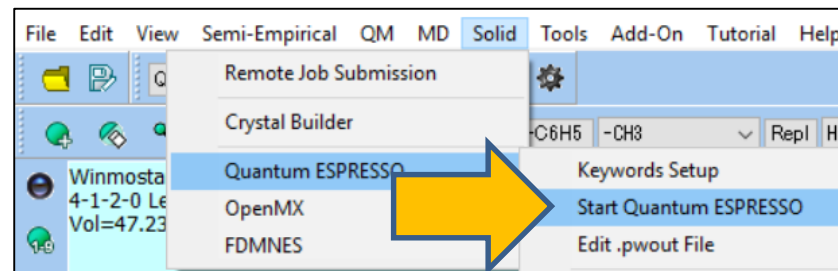 File Edit View Semi-Empirical QM MD Solid Tools Add-On Tutorial Help
Remote Job Submission
Crystal Builder
-C6H5 -CH3 Repl
Quantum ESPRESSO
Keywords Setup
Winmosta
4-1-2-0 Le
Vol=47.23
OpenMX
Start Quantum ESPRESSO
FDMNES
Edit .pwout File